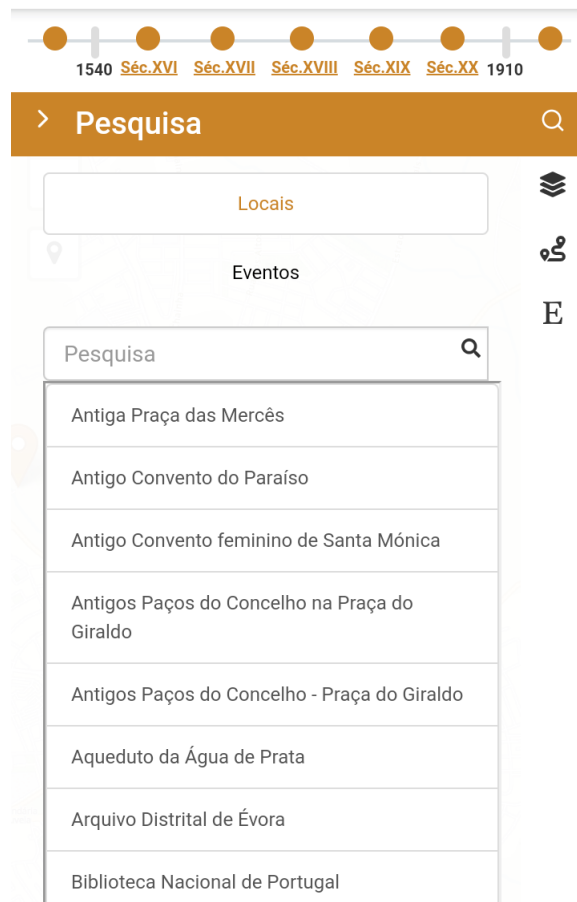 1540 Séc.XVI Séc.XVII Séc.XVIII Séc.XIX Séc.XX 1910
Pesquisa
Locais
Eventos
E
Pesquisa
Antiga Praça das Mercês
Antigo Convento do Paraíso
Antigo Convento feminino de Santa Mónica
Antigos Paços do Concelho na Praça do
Giraldo
Antigos Paços do Concelho - Praça do Giraldo
Aqueduto da Água de Prata
Arquivo Distrital de Évora
Biblioteca Nacional de Portugal